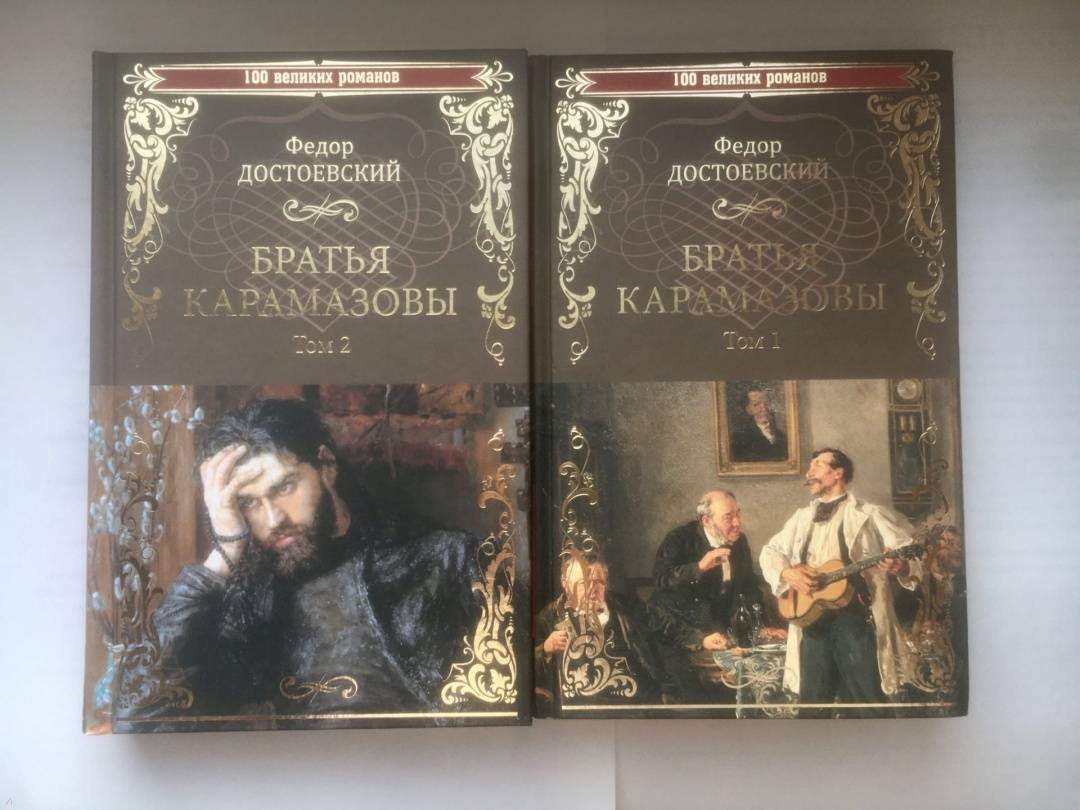 100 великих романов
Федор
ДОСТОЕВСКИЙ
БРАТЬЯ
КАРАМАЗОВЫ
Том 2
100 великих романов
Федор
ДОСТОЕВСКИЙ
БРАТЬЯ
КАРАМАЗОВЫ
Том 1